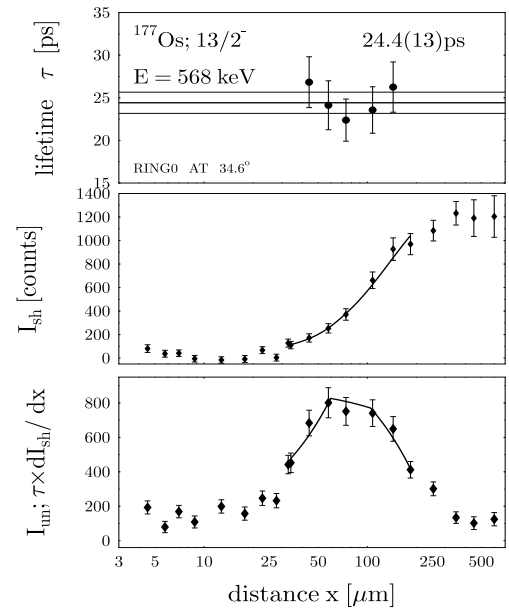 35
30
25
20
15
lifetime τ [ps]
¹⁷⁷Os; 13/2⁻ 24.4(13)ps
E = 568 keV
RING0 AT 34.6°
1400
1200
1000
800
600
400
200
0
I_sh [counts]
800
600
400
200
0
I_un; τ×dI_sh/ dx
3 5 10 25 50 100 250 500
distance x [μm]